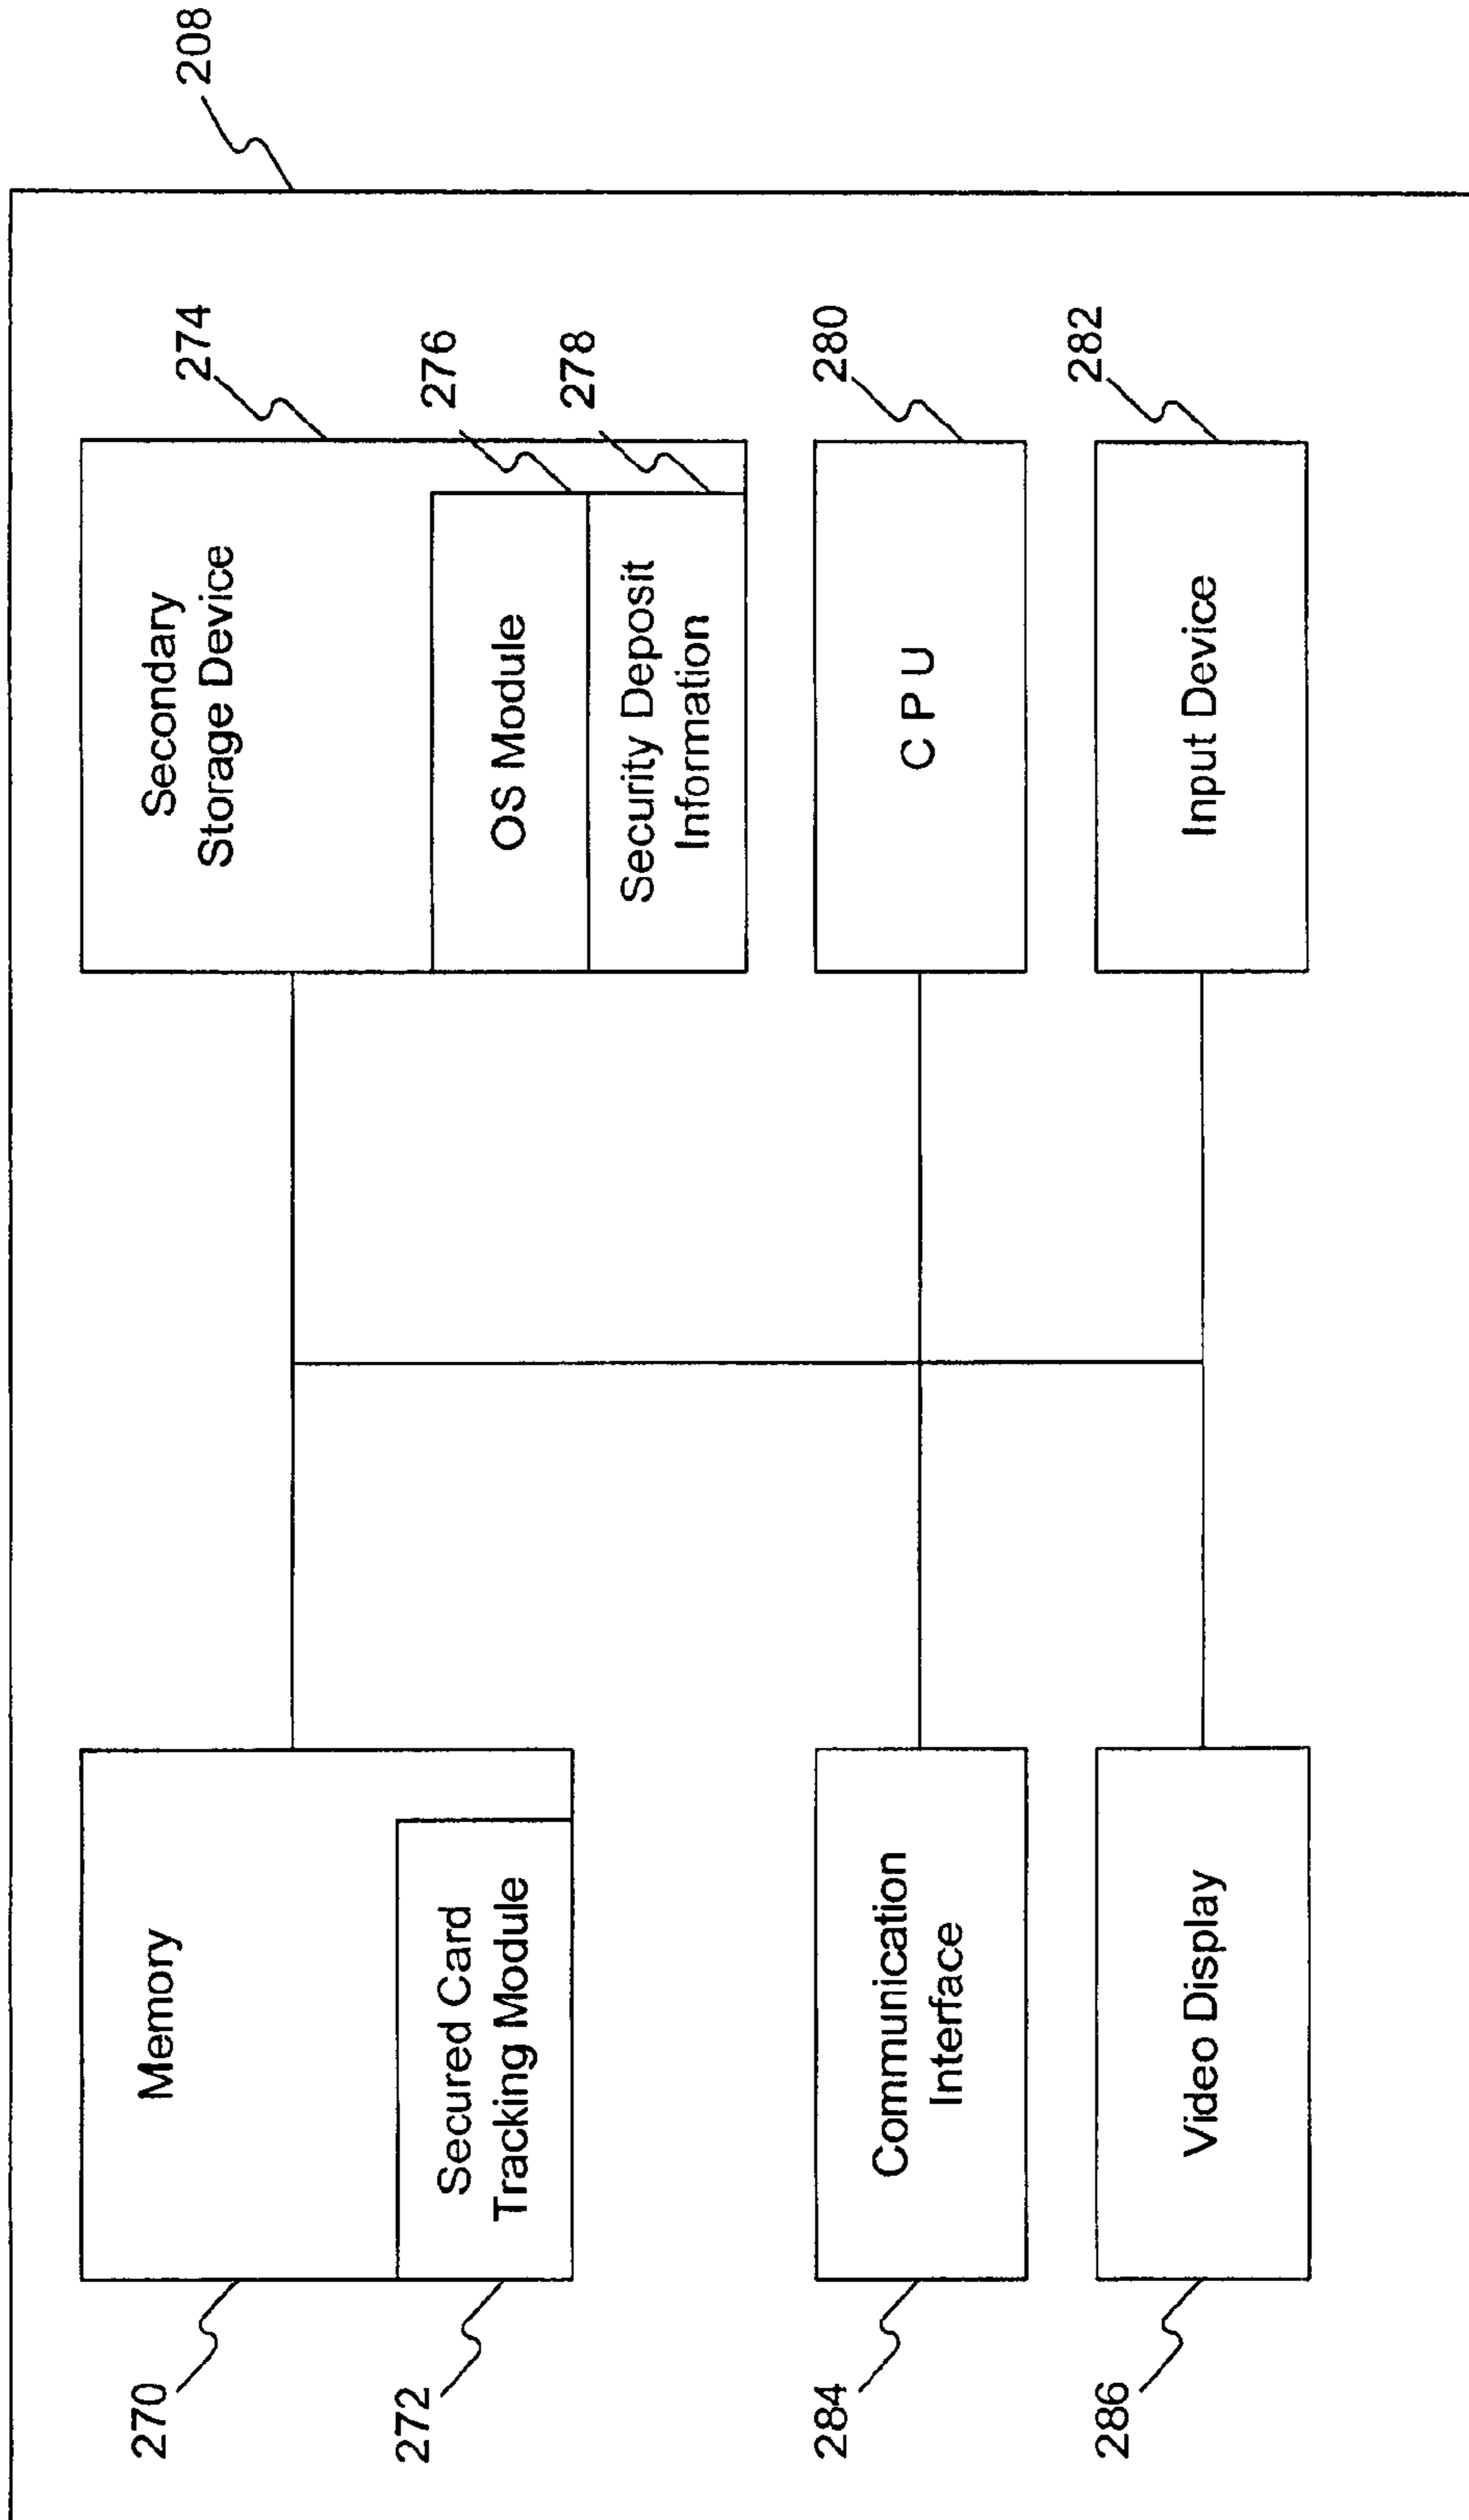 208
Memory
270
Secured Card
Tracking Module
272
Secondary
Storage Device
274
OS Module
276
Security Deposit
Information
278
Communication
Interface
284
C P U
280
Video Display
286
Input Device
282